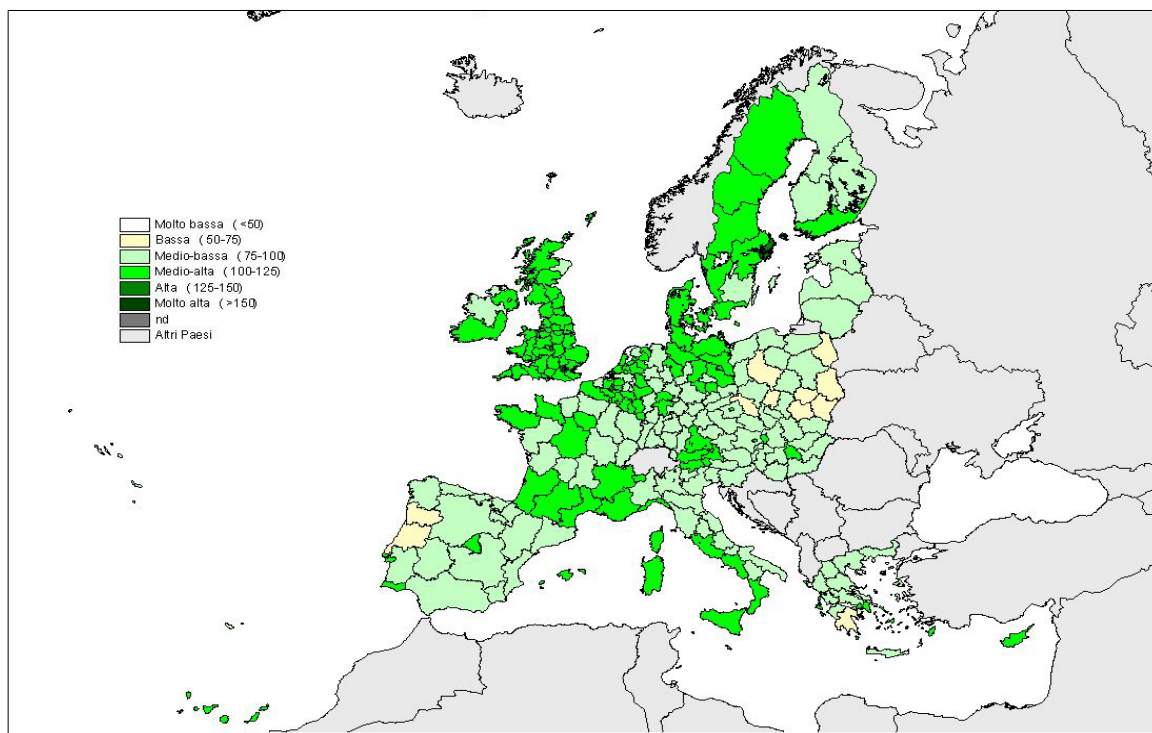 Molto bassa (<50)
Bassa (50-75)
Medio-bassa (75-100)
Medio-alta (100-125)
Alta (125-150)
Molto alta (>150)
nd
Altri Paesi